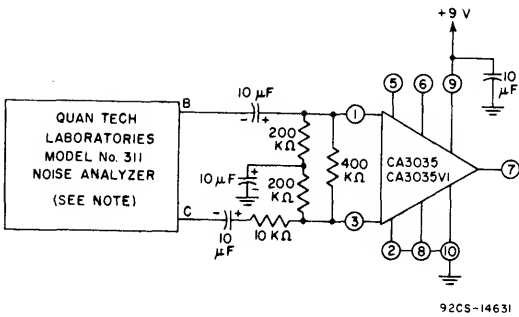 +9 V
10
μF
5
6
9
10 μF
B
- +
1
QUAN TECH
LABORATORIES
MODEL No. 311
NOISE ANALYZER
(SEE NOTE)
200
KΩ
400
KΩ
CA3035
CA3035VI
7
10 μF
+
-
200
KΩ
C
- +
10
μF
10 KΩ
3
2
8
10
92CS-14631